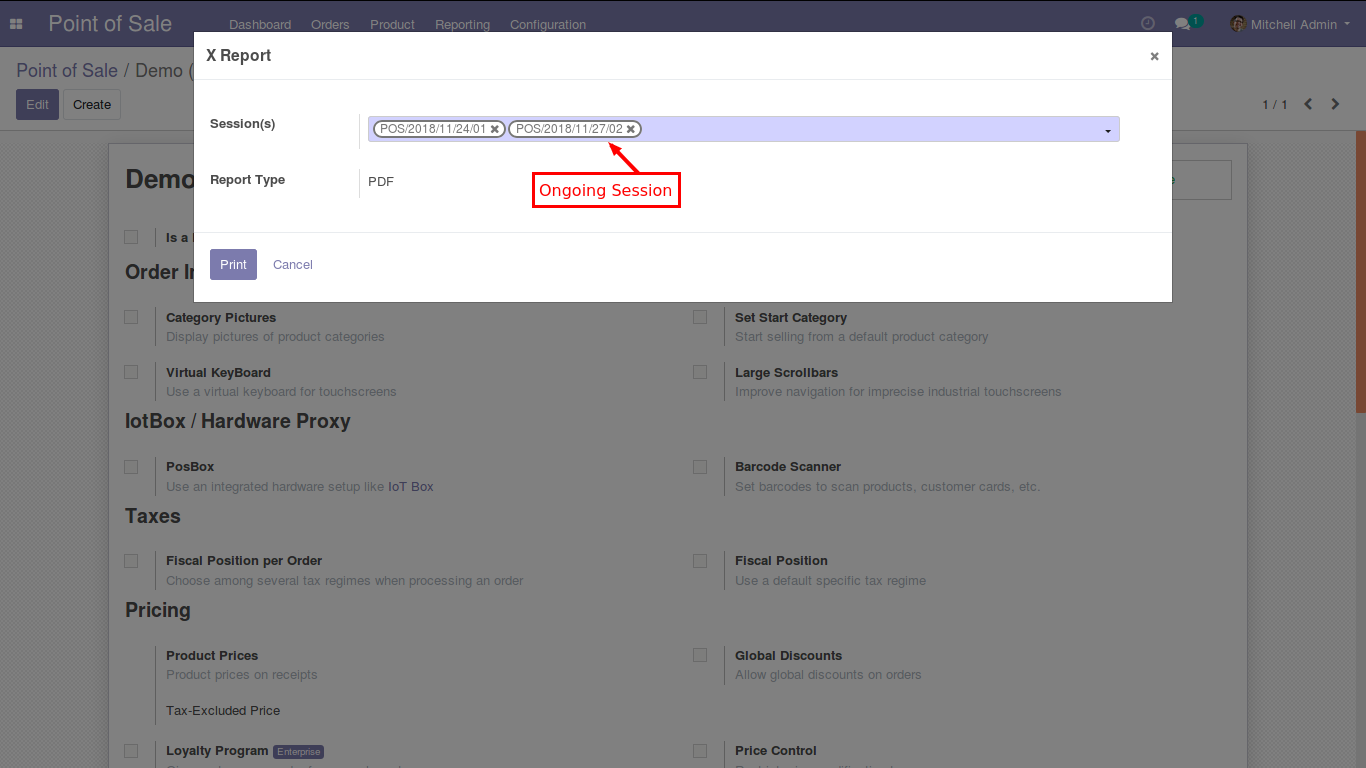 Point of Sale Dashboard Orders Product Reporting Configuration 1 Mitchell Admin
X Report ×
Point of Sale / Demo (
Edit Create 1 / 1
Session(s) POS/2018/11/24/01 POS/2018/11/27/02
Report Type PDF
Ongoing Session
Demo
Is a
Print Cancel
Order
Category Pictures
Display pictures of product categories
Set Start Category
Start selling from a default product category
Virtual KeyBoard
Use a virtual keyboard for touchscreens
Large Scrollbars
Improve navigation for imprecise industrial touchscreens
IotBox / Hardware Proxy
PosBox
Use an integrated hardware setup like IoT Box
Barcode Scanner
Set barcodes to scan products, customer cards, etc.
Taxes
Fiscal Position per Order
Choose among several tax regimes when processing an order
Fiscal Position
Use a default specific tax regime
Pricing
Product Prices
Product prices on receipts
Tax-Excluded Price
Global Discounts
Allow global discounts on orders
Loyalty Program Enterprise
Price Control